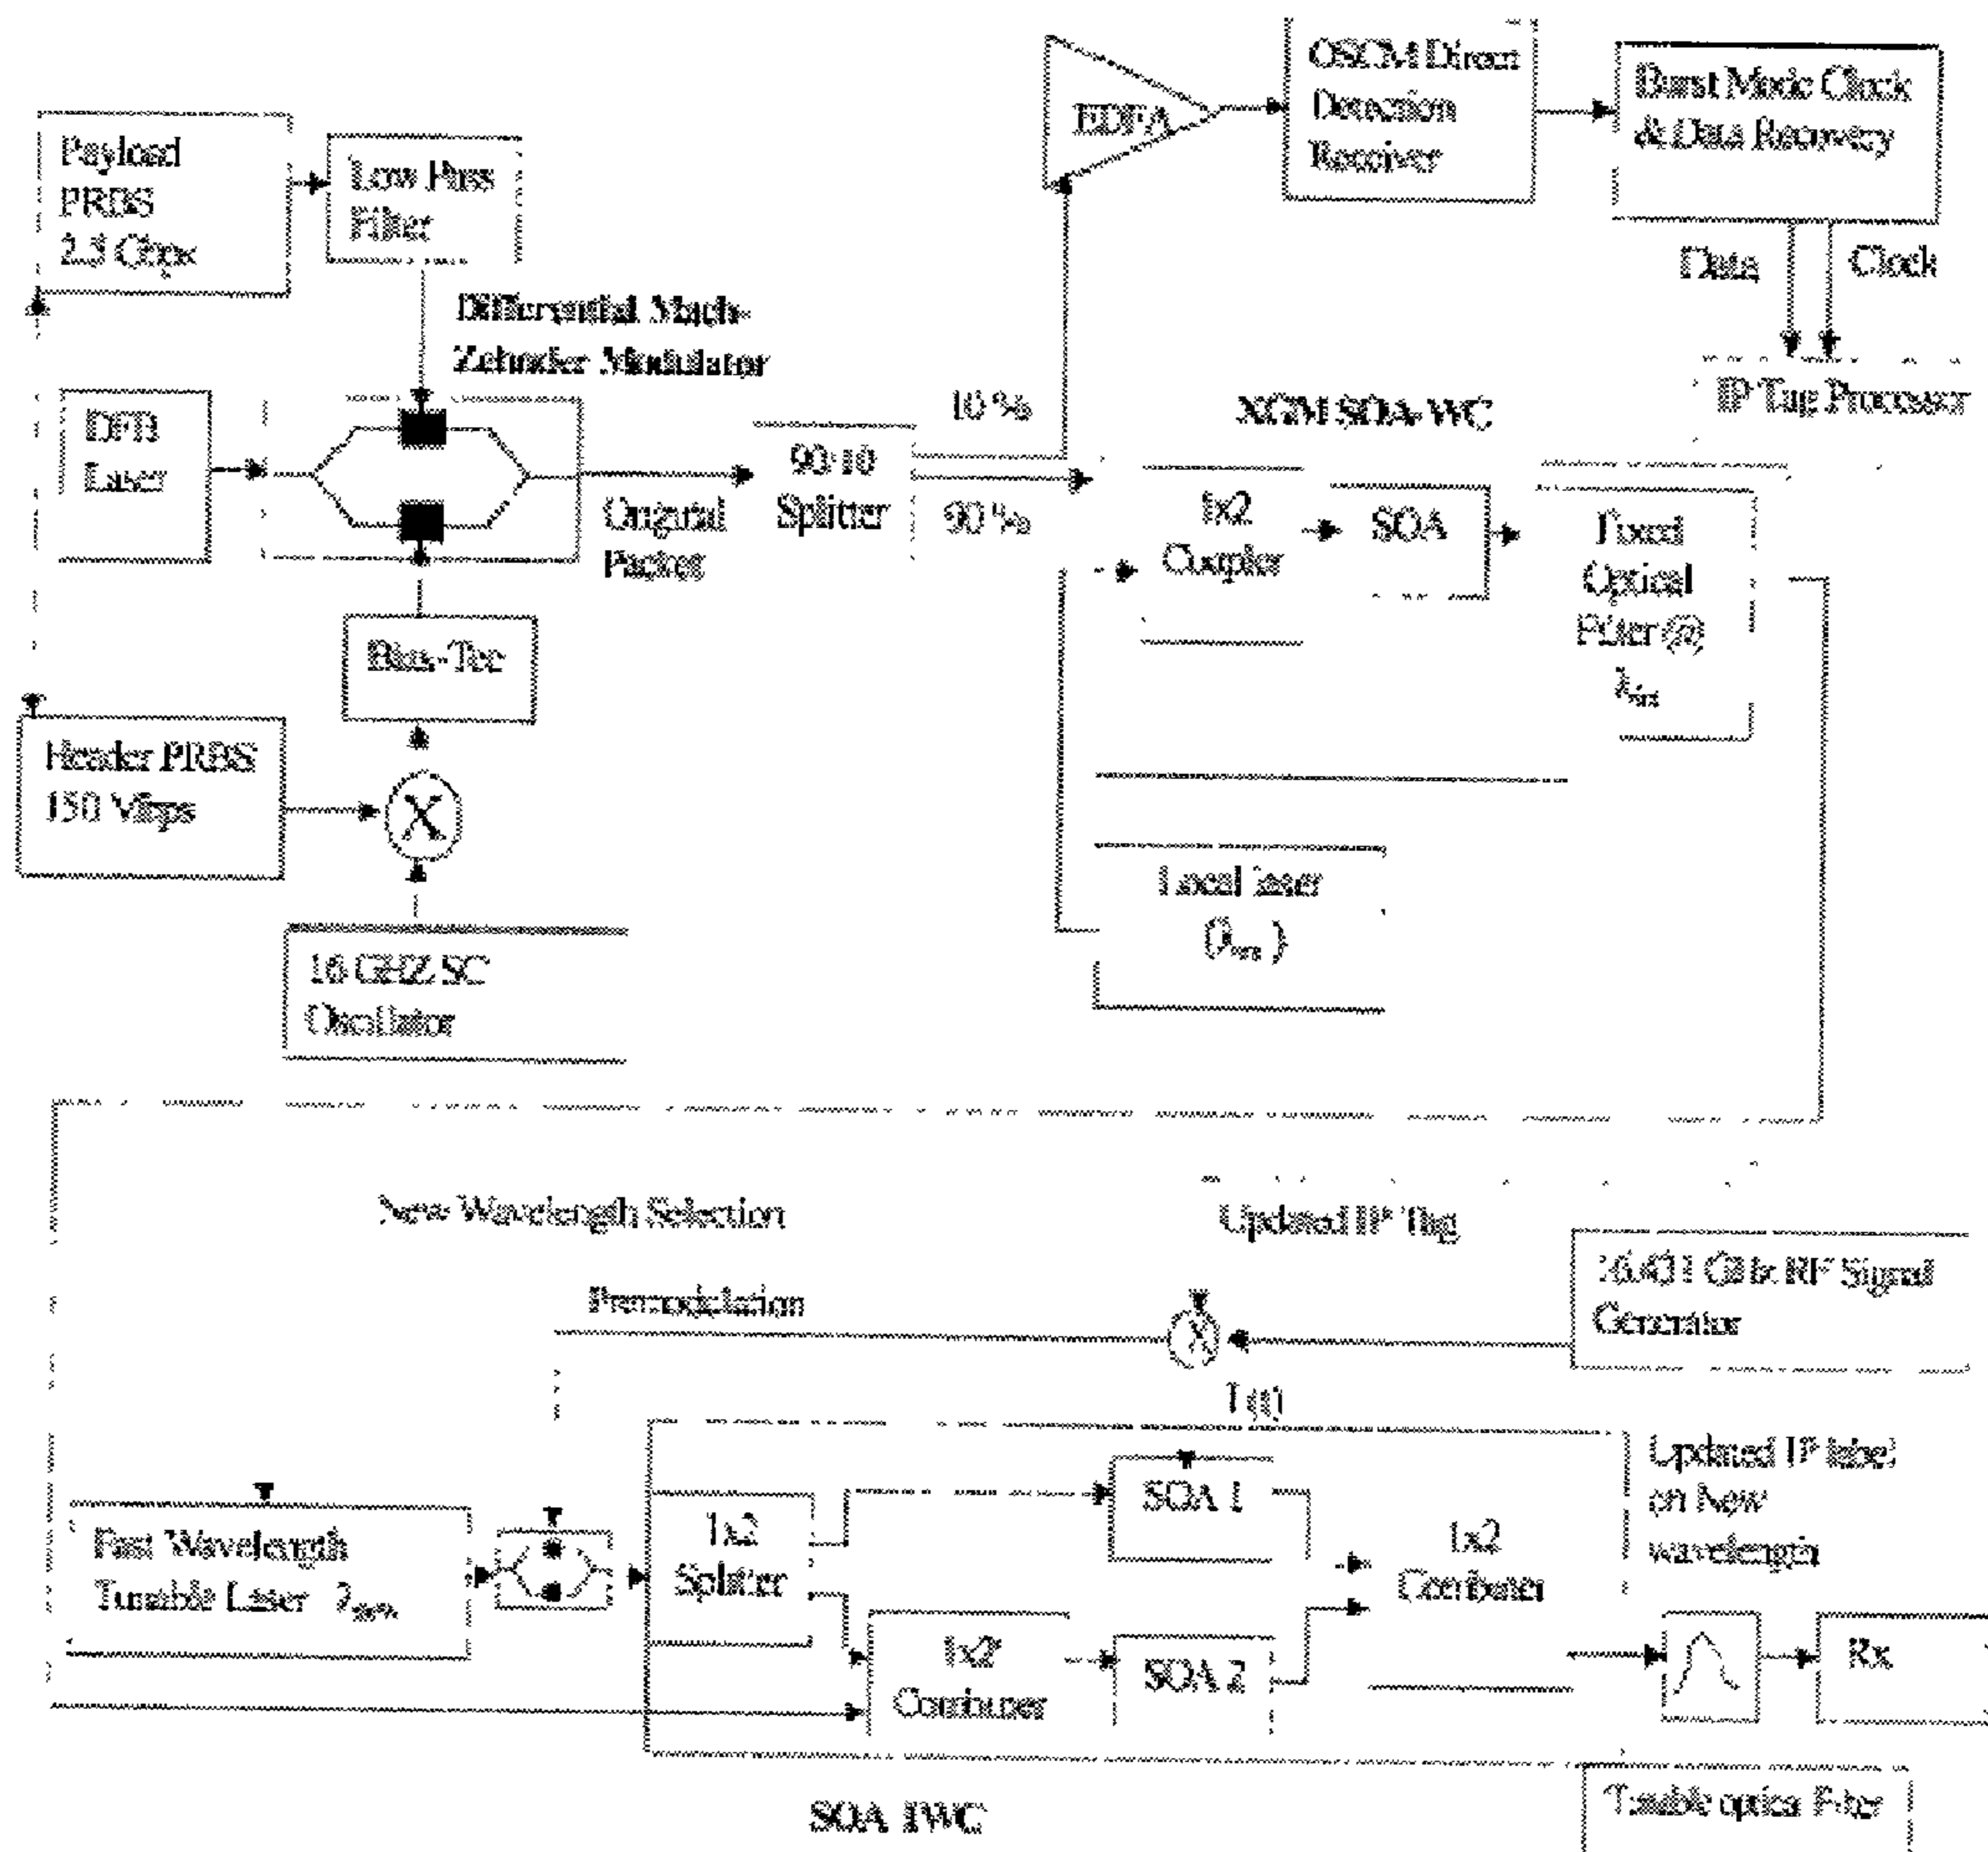 Payload
PRBS
2.5 Gbps
Low Pass
Filter
EDFA
OSCM Direct
Detection
Receiver
Burst Mode Clock
& Data Recovery
Data
Clock
IP Tag Processor
Differential Mach-
Zehnder Modulator
DFB
Laser
Original
Packet
90:10
Splitter
10 %
90 %
XGM SOA-WC
1x2
Coupler
SOA
Fixed
Optical
Filter @
Bias-Tee
Header PRBS
150 Mbps
X
16 GHZ SC
Oscillator
Local laser
New Wavelength Selection
Updated IP Tag
Premodulation
X
GHz RF Signal
Generator
Updated IP label
on New
wavelength
Fast Wavelength
Tunable Laser
1x2
Splitter
SOA 1
1x2
Combiner
1x2
Combiner
SOA 2
Rx
SOA IWC
Tunable optical Filter